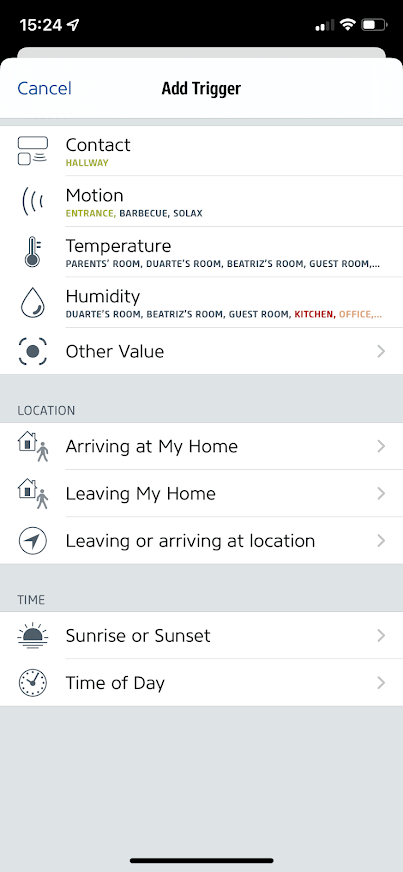 15:24
Cancel
Add Trigger
Contact
HALLWAY
Motion
ENTRANCE, BARBECUE, SOLAX
Temperature
PARENTS' ROOM, DUARTE'S ROOM, BEATRIZ'S ROOM, GUEST ROOM,...
Humidity
DUARTE'S ROOM, BEATRIZ'S ROOM, GUEST ROOM, KITCHEN, OFFICE,...
Other Value
LOCATION
Arriving at My Home
Leaving My Home
Leaving or arriving at location
TIME
Sunrise or Sunset
Time of Day